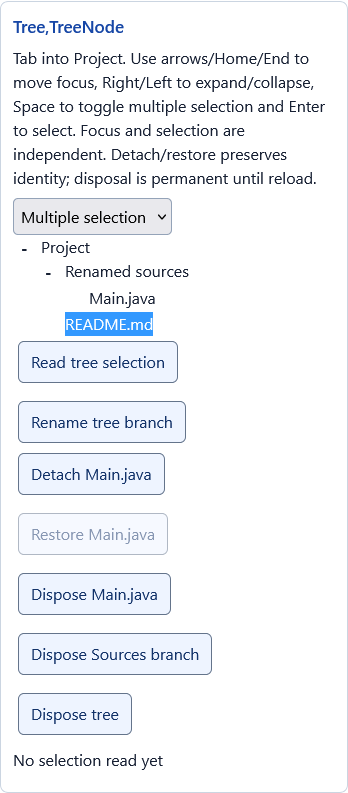 Tree,TreeNode
Tab into Project. Use arrows/Home/End to
move focus, Right/Left to expand/collapse,
Space to toggle multiple selection and Enter
to select. Focus and selection are
independent. Detach/restore preserves
identity; disposal is permanent until reload.
Multiple selection
- Project
- Renamed sources
Main.java
README.md
Read tree selection
Rename tree branch
Detach Main.java
Restore Main.java
Dispose Main.java
Dispose Sources branch
Dispose tree
No selection read yet